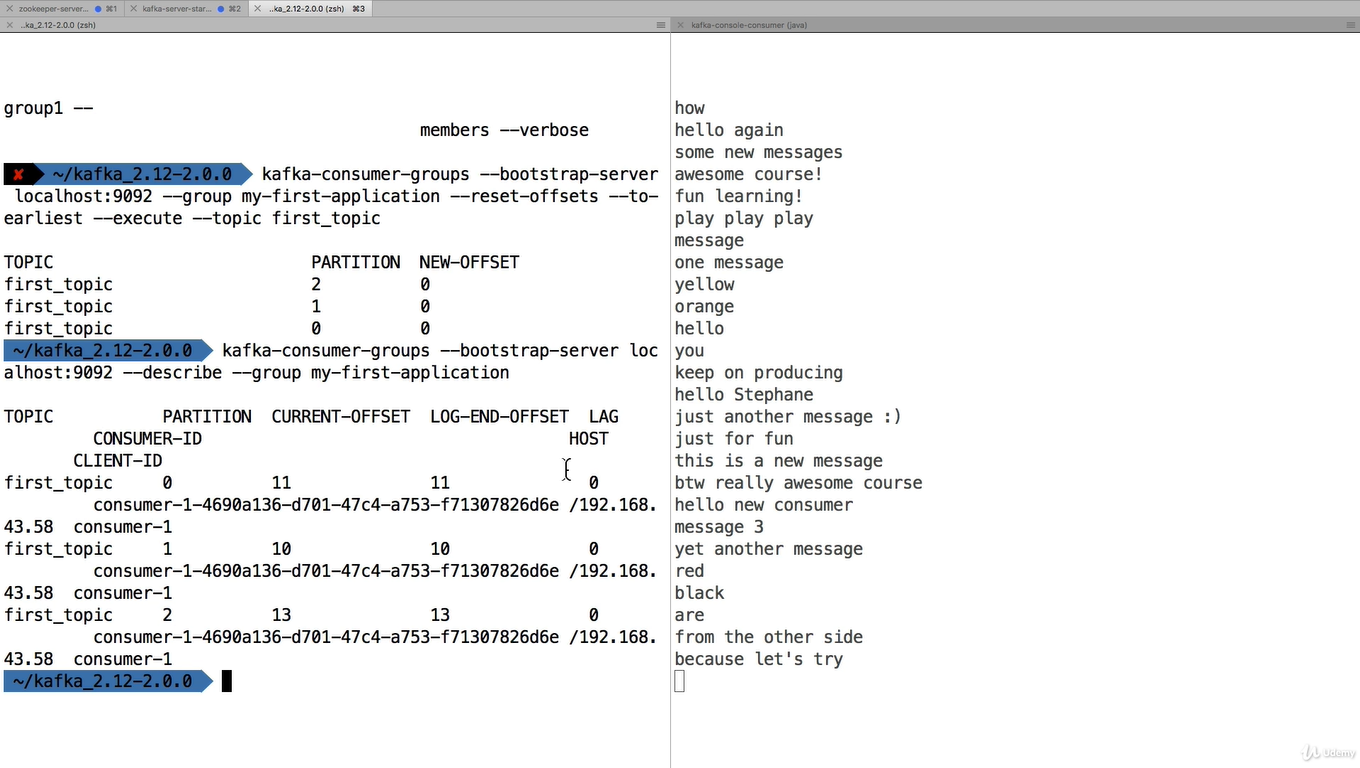 zookeeper-server... ⌘1 kafka-server-star... ⌘2 ..ka_2.12-2.0.0 (zsh) ⌘3
..ka_2.12-2.0.0 (zsh)
group1 --
members --verbose
✘ ~/kafka_2.12-2.0.0 kafka-consumer-groups --bootstrap-server
localhost:9092 --group my-first-application --reset-offsets --to-
earliest --execute --topic first_topic
TOPIC PARTITION NEW-OFFSET
first_topic 2 0
first_topic 1 0
first_topic 0 0
~/kafka_2.12-2.0.0 kafka-consumer-groups --bootstrap-server loc
alhost:9092 --describe --group my-first-application
TOPIC PARTITION CURRENT-OFFSET LOG-END-OFFSET LAG
CONSUMER-ID HOST
CLIENT-ID
first_topic 0 11 11 0
consumer-1-4690a136-d701-47c4-a753-f71307826d6e /192.168.
43.58 consumer-1
first_topic 1 10 10 0
consumer-1-4690a136-d701-47c4-a753-f71307826d6e /192.168.
43.58 consumer-1
first_topic 2 13 13 0
consumer-1-4690a136-d701-47c4-a753-f71307826d6e /192.168.
43.58 consumer-1
~/kafka_2.12-2.0.0
kafka-console-consumer (java)
how
hello again
some new messages
awesome course!
fun learning!
play play play
message
one message
yellow
orange
hello
you
keep on producing
hello Stephane
just another message :)
just for fun
this is a new message
btw really awesome course
hello new consumer
message 3
yet another message
red
black
are
from the other side
because let's try
Udemy